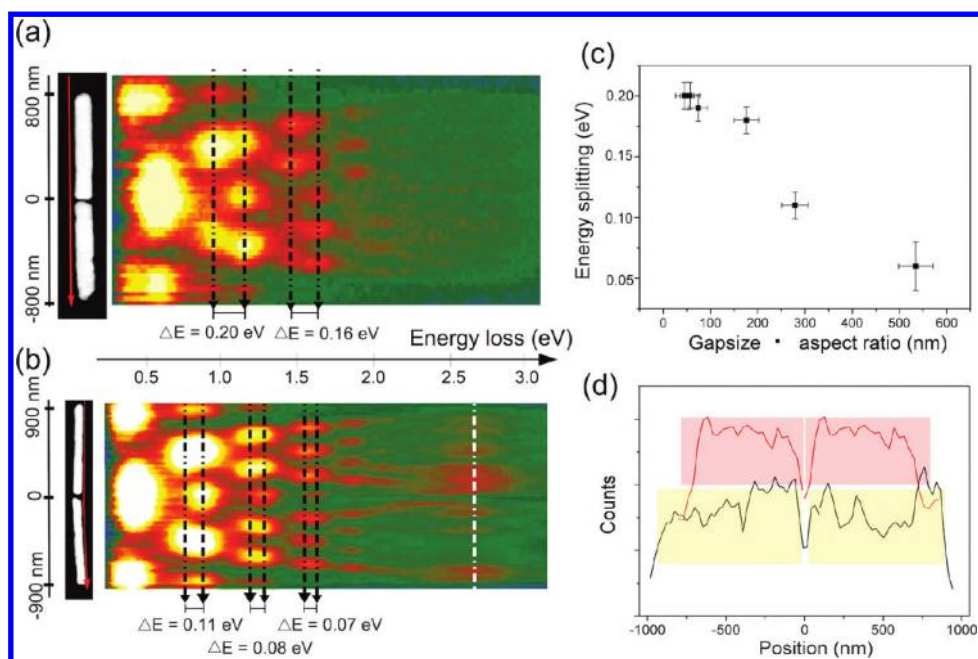 (a)
800 nm
0
-800 nm
△E = 0.20 eV
△E = 0.16 eV
Energy loss (eV)
0.5 1.0 1.5 2.0 2.5 3.0
(b)
900 nm
0
-900 nm
△E = 0.11 eV
△E = 0.08 eV
△E = 0.07 eV
(c)
Energy splitting (eV)
0.20
0.15
0.10
0.05
0 100 200 300 400 500 600
Gapsize · aspect ratio (nm)
(d)
Counts
-1000 -500 0 500 1000
Position (nm)